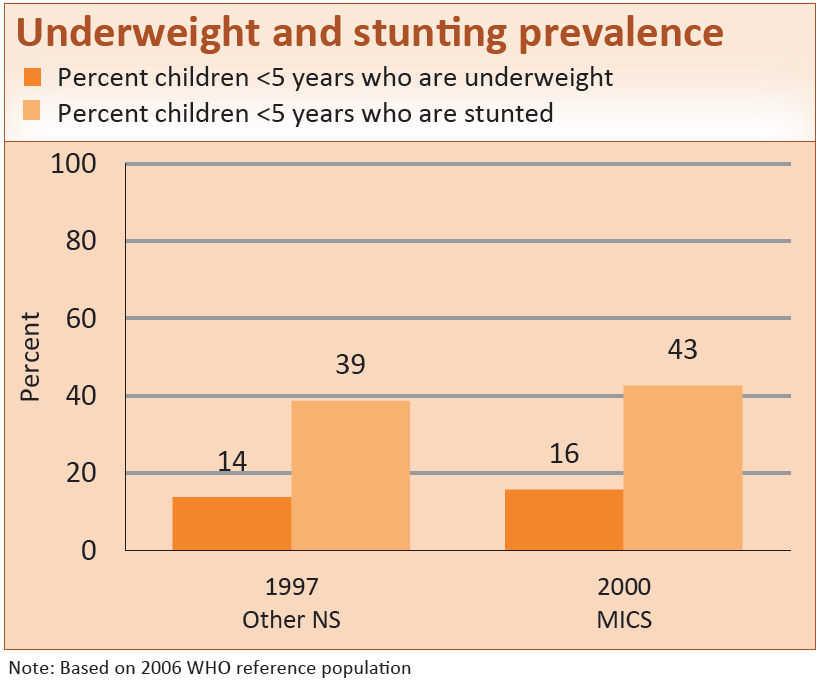 Underweight and stunting prevalence
Percent children <5 years who are underweight
Percent children <5 years who are stunted
100
80
60
40
20
0
Percent
14
39
16
43
1997
Other NS
2000
MICS
Note: Based on 2006 WHO reference population